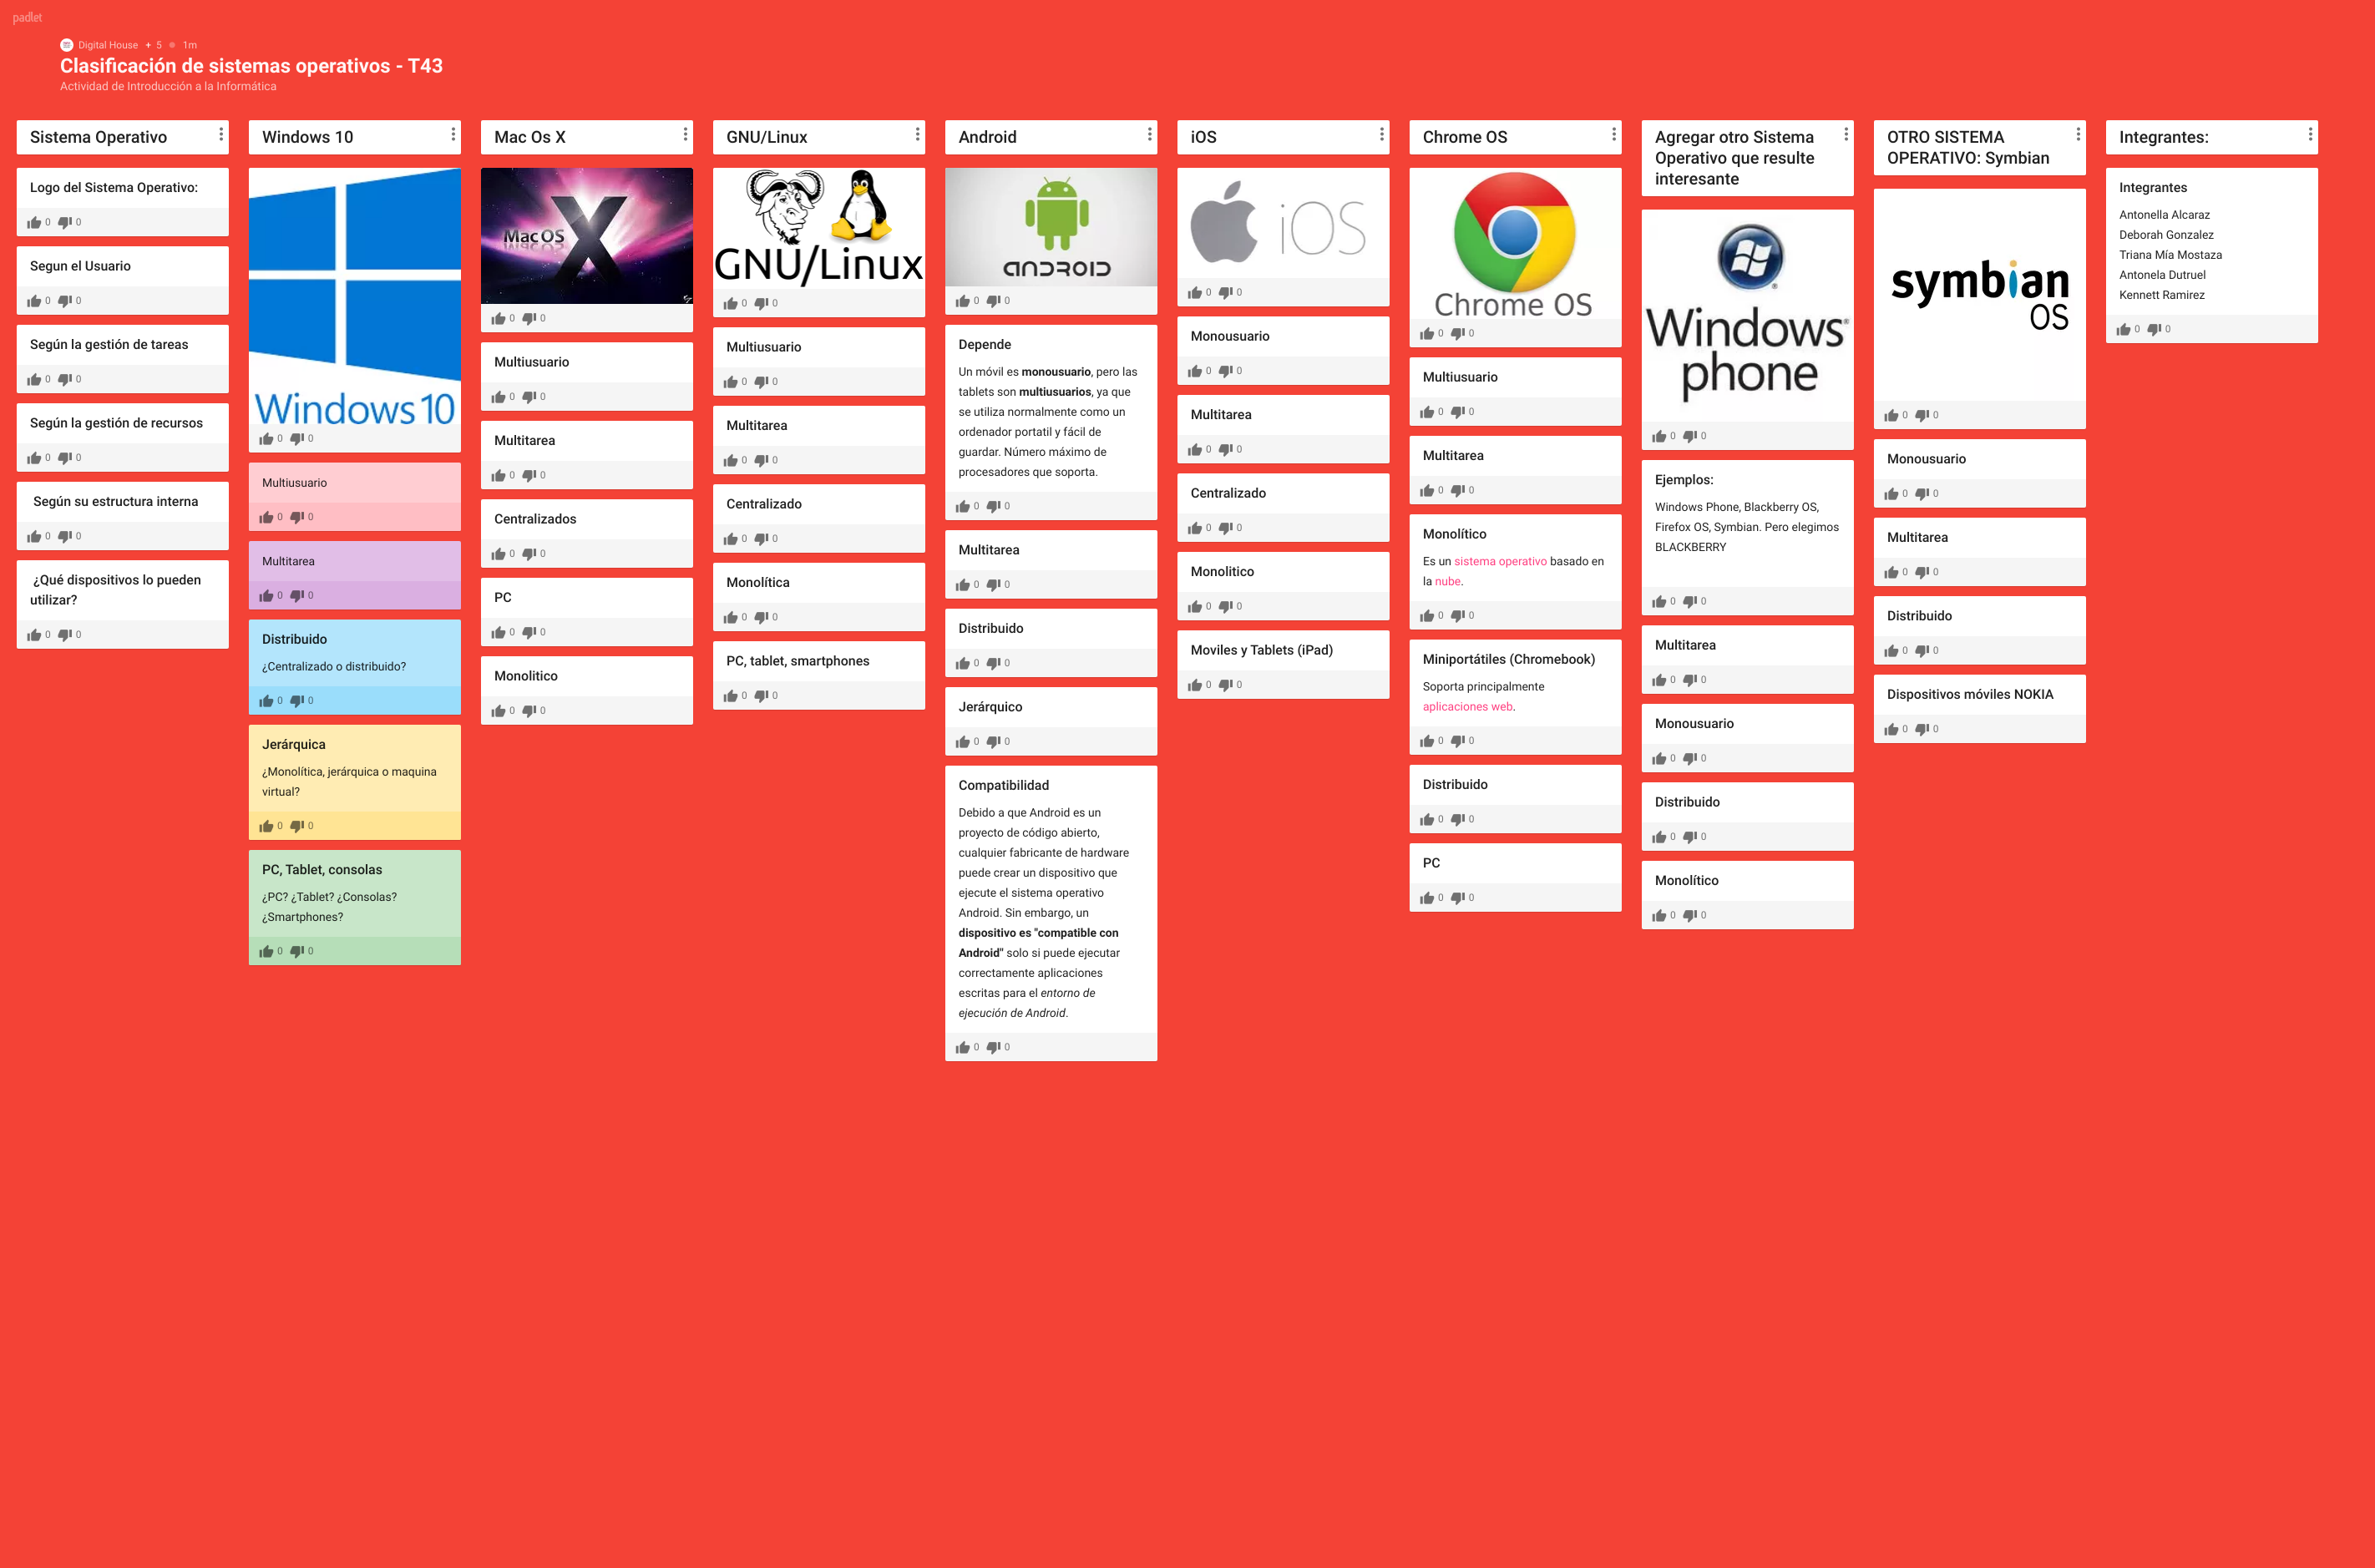 padlet
Digital House + 5 1m
Clasificación de sistemas operativos - T43
Actividad de Introducción a la Informática
Sistema Operativo
Logo del Sistema Operativo:
0 0
Segun el Usuario
0 0
Según la gestión de tareas
0 0
Según la gestión de recursos
0 0
Según su estructura interna
0 0
¿Qué dispositivos lo pueden
utilizar?
0 0
Windows 10
Windows 10
0 0
Multiusuario
0 0
Multitarea
0 0
Distribuido
¿Centralizado o distribuido?
0 0
Jerárquica
¿Monolítica, jerárquica o maquina
virtual?
0 0
PC, Tablet, consolas
¿PC? ¿Tablet? ¿Consolas?
¿Smartphones?
0 0
Mac Os X
Mac OS X
0 0
Multiusuario
0 0
Multitarea
0 0
Centralizados
0 0
PC
0 0
Monolitico
0 0
GNU/Linux
GNU/Linux
0 0
Multiusuario
0 0
Multitarea
0 0
Centralizado
0 0
Monolítica
0 0
PC, tablet, smartphones
0 0
Android
ANDROID
0 0
Depende
Un móvil es monousuario, pero las
tablets son multiusuarios, ya que
se utiliza normalmente como un
ordenador portatil y fácil de
guardar. Número máximo de
procesadores que soporta.
0 0
Multitarea
0 0
Distribuido
0 0
Jerárquico
0 0
Compatibilidad
Debido a que Android es un
proyecto de código abierto,
cualquier fabricante de hardware
puede crear un dispositivo que
ejecute el sistema operativo
Android. Sin embargo, un
dispositivo es "compatible con
Android" solo si puede ejecutar
correctamente aplicaciones
escritas para el entorno de
ejecución de Android.
0 0
iOS
iOS
0 0
Monousuario
0 0
Multitarea
0 0
Centralizado
0 0
Monolitico
0 0
Moviles y Tablets (iPad)
0 0
Chrome OS
Chrome OS
0 0
Multiusuario
0 0
Multitarea
0 0
Monolítico
Es un sistema operativo basado en
la nube.
0 0
Miniportátiles (Chromebook)
Soporta principalmente
aplicaciones web.
0 0
Distribuido
0 0
PC
0 0
Agregar otro Sistema
Operativo que resulte
interesante
Windows®
phone
0 0
Ejemplos:
Windows Phone, Blackberry OS,
Firefox OS, Symbian. Pero elegimos
BLACKBERRY
0 0
Multitarea
0 0
Monousuario
0 0
Distribuido
0 0
Monolítico
0 0
OTRO SISTEMA
OPERATIVO: Symbian
symbian
OS
0 0
Monousuario
0 0
Multitarea
0 0
Distribuido
0 0
Dispositivos móviles NOKIA
0 0
Integrantes:
Integrantes
Antonella Alcaraz
Deborah Gonzalez
Triana Mía Mostaza
Antonela Dutruel
Kennett Ramirez
0 0